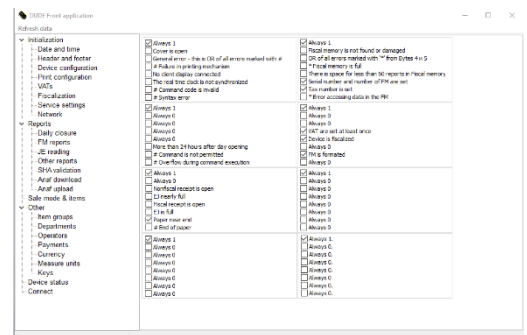 DUDE Front application
Refresh data
Initialization
Date and time
Header and footer
Device configuration
Print configuration
VATs
Fiscalization
Service settings
Network
Reports
Daily closure
FM reports
JE reading
Other reports
SHA validation
Anaf download
Anaf upload
Sale mode & items
Other
Item groups
Departments
Operators
Payments
Currency
Measure units
Keys
Device status
Connect
Always 1
Cover is open
General error - this is OR of all errors marked with #
# Failure in printing mechanism
No client display connected
The real time clock is not synchronized
# Command code is invalid
# Syntax error
Always 1
Fiscal memory is not found or damaged
OR of all errors marked with '*' from Bytes 4 и 5
* Fiscal memory is full
There is space for less then 60 reports in Fiscal memory
Serial number and number of FM are set
Tax number is set
* Error accessing data in the FM
Always 1
Always 0
Always 0
Always 0
Always 0
More than 24 hours after day opening
# Command is not permitted
# Overflow during command execution
Always 1
Always 0
Always 0
VAT are set at least once
Device is fiscalized
Always 0
FM is formated
Always 0
Always 1
Always 0
Nonfiscal receipt is open
EJ nearly full
Fiscal receipt is open
EJ is full
Paper near end
# End of paper
Always 1
Always 0
Always 0
Always 0
Always 0
Always 0
Always 0
Always 0
Always 1
Always 0
Always 0
Always 0
Always 0
Always 0
Always 0
Always 0
Always 1.
Always 0.
Always 0.
Always 0.
Always 0.
Always 0.
Always 0.
Always 0.